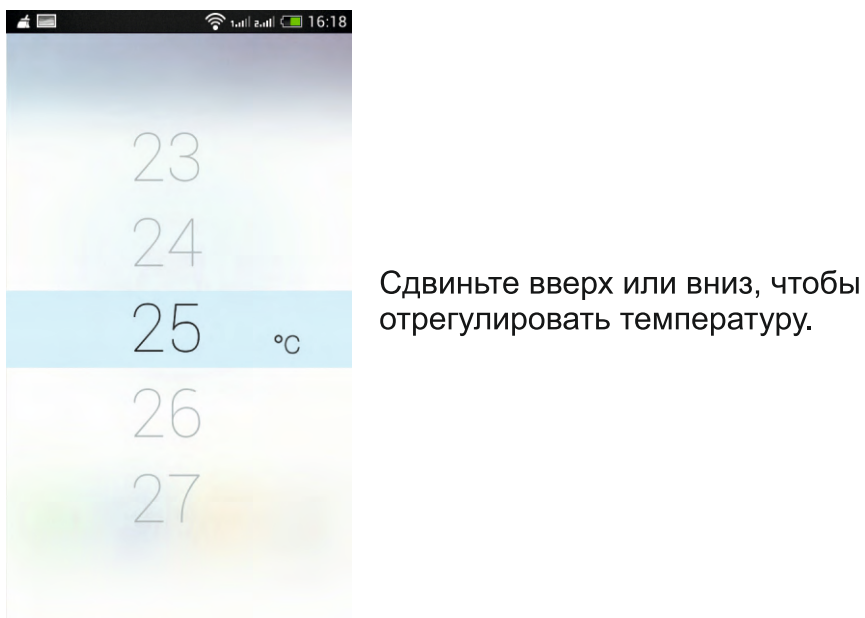 16:18
23
24
25 °C
26
27
Сдвиньте вверх или вниз, чтобы
отрегулировать температуру.